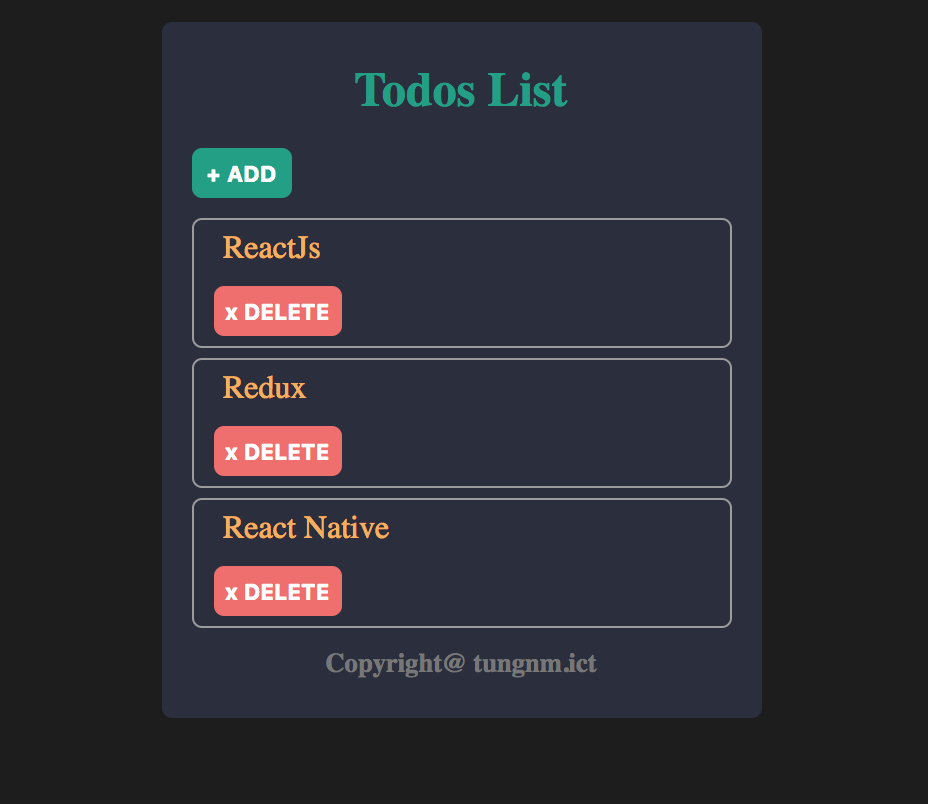 Todos List
+ ADD
ReactJs
x DELETE
Redux
x DELETE
React Native
x DELETE
Copyright@ tungnm.ict